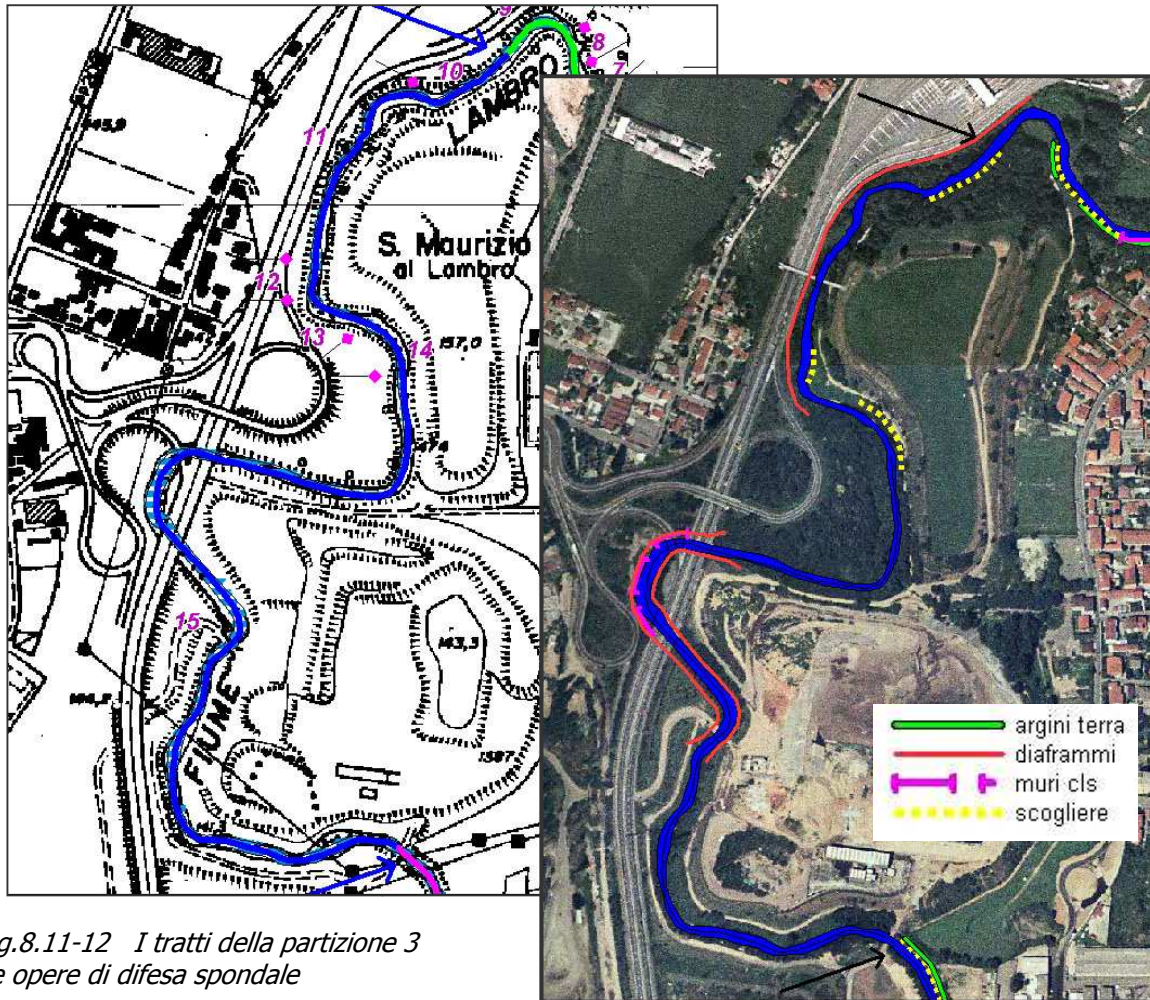 9
8
7
10
LAMBRO
11
S. Maurizio
al Lambro
12
13
14
157,0
15
143,3
FIUME
argini terra
diaframmi
muri cls
scogliere
g.8.11-12 I tratti della partizione 3
e opere di difesa spondale